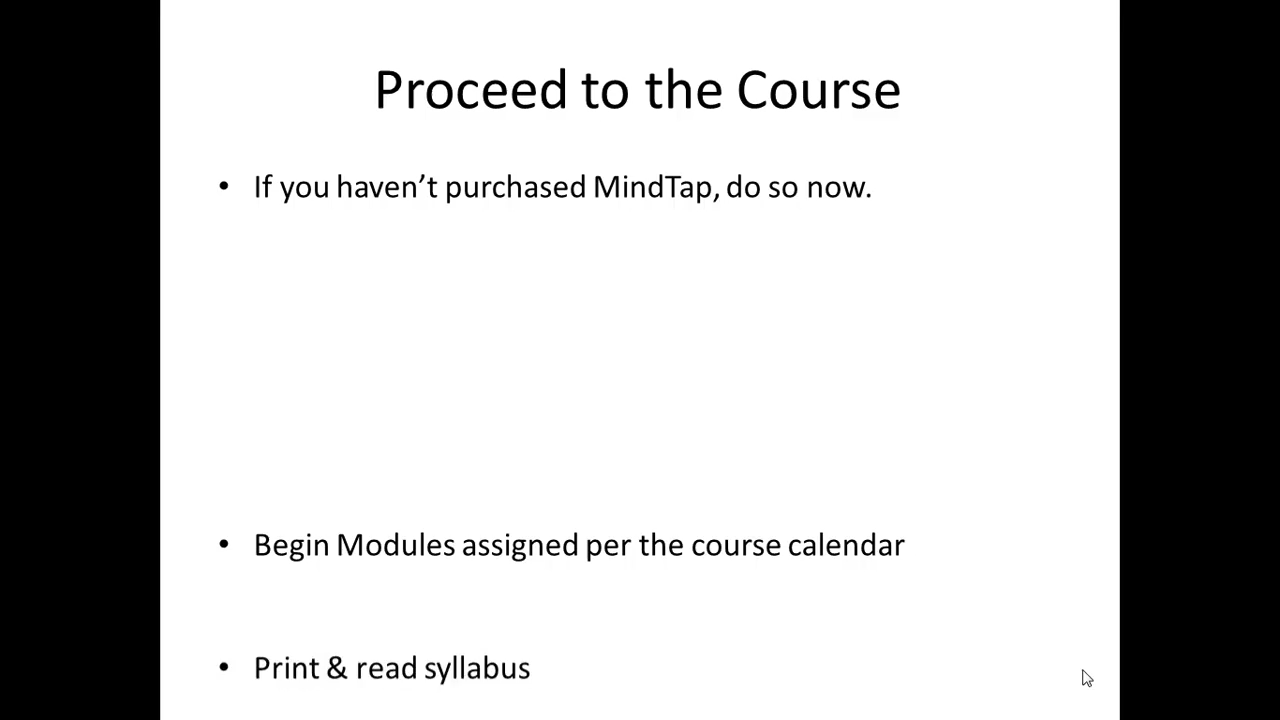 Proceed to the Course
• If you haven’t purchased MindTap, do so now.
• Begin Modules assigned per the course calendar
• Print & read syllabus